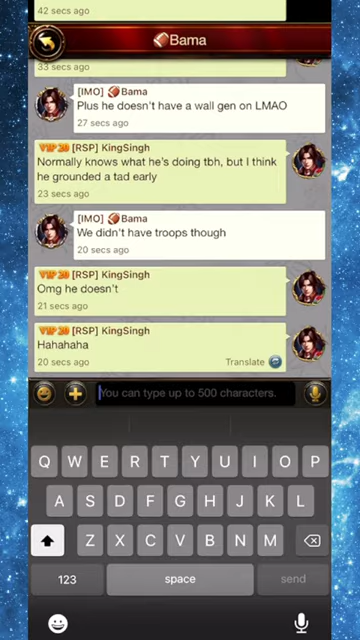 42 secs ago
🏈Bama
33 secs ago
[IMO] 🏈Bama
Plus he doesn't have a wall gen on LMAO
27 secs ago
VIP 20 [RSP] KingSingh
Normally knows what he's doing tbh, but I think
he grounded a tad early
23 secs ago
[IMO] 🏈Bama
We didn't have troops though
20 secs ago
VIP 20 [RSP] KingSingh
Omg he doesn't
21 secs ago
VIP 20 [RSP] KingSingh
Hahahaha
20 secs ago Translate
You can type up to 500 characters.
Q W E R T Y U I O P
A S D F G H J K L
Z X C V B N M
123 space send